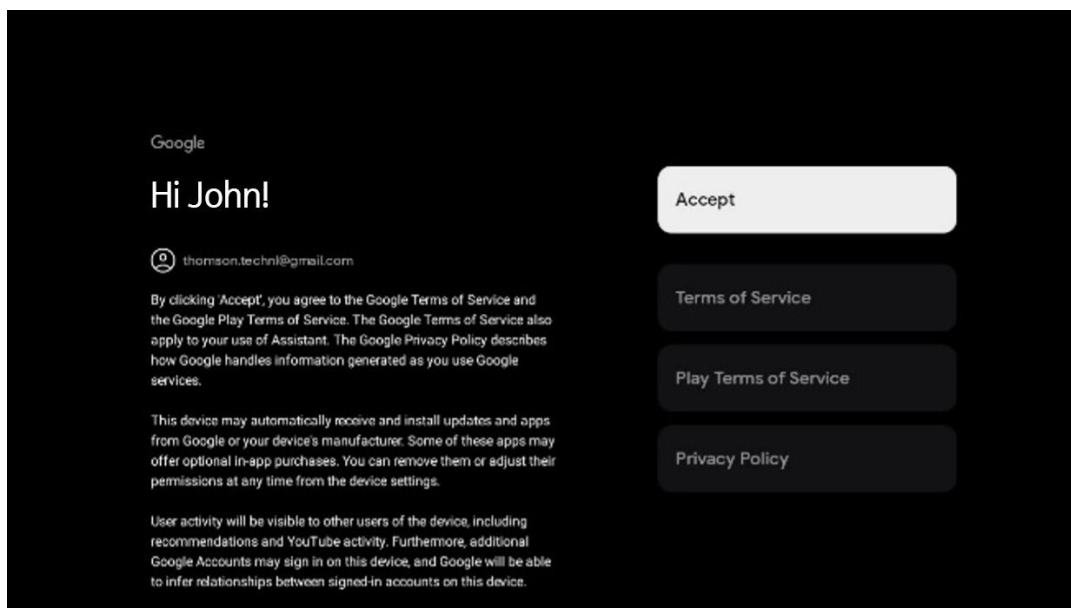 Google
Hi John!
thomson.technl@gmail.com
By clicking 'Accept', you agree to the Google Terms of Service and
the Google Play Terms of Service. The Google Terms of Service also
apply to your use of Assistant. The Google Privacy Policy describes
how Google handles information generated as you use Google
services.
This device may automatically receive and install updates and apps
from Google or your device's manufacturer. Some of these apps may
offer optional in-app purchases. You can remove them or adjust their
permissions at any time from the device settings.
User activity will be visible to other users of the device, including
recommendations and YouTube activity. Furthermore, additional
Google Accounts may sign in on this device, and Google will be able
to infer relationships between signed-in accounts on this device.
Accept
Terms of Service
Play Terms of Service
Privacy Policy